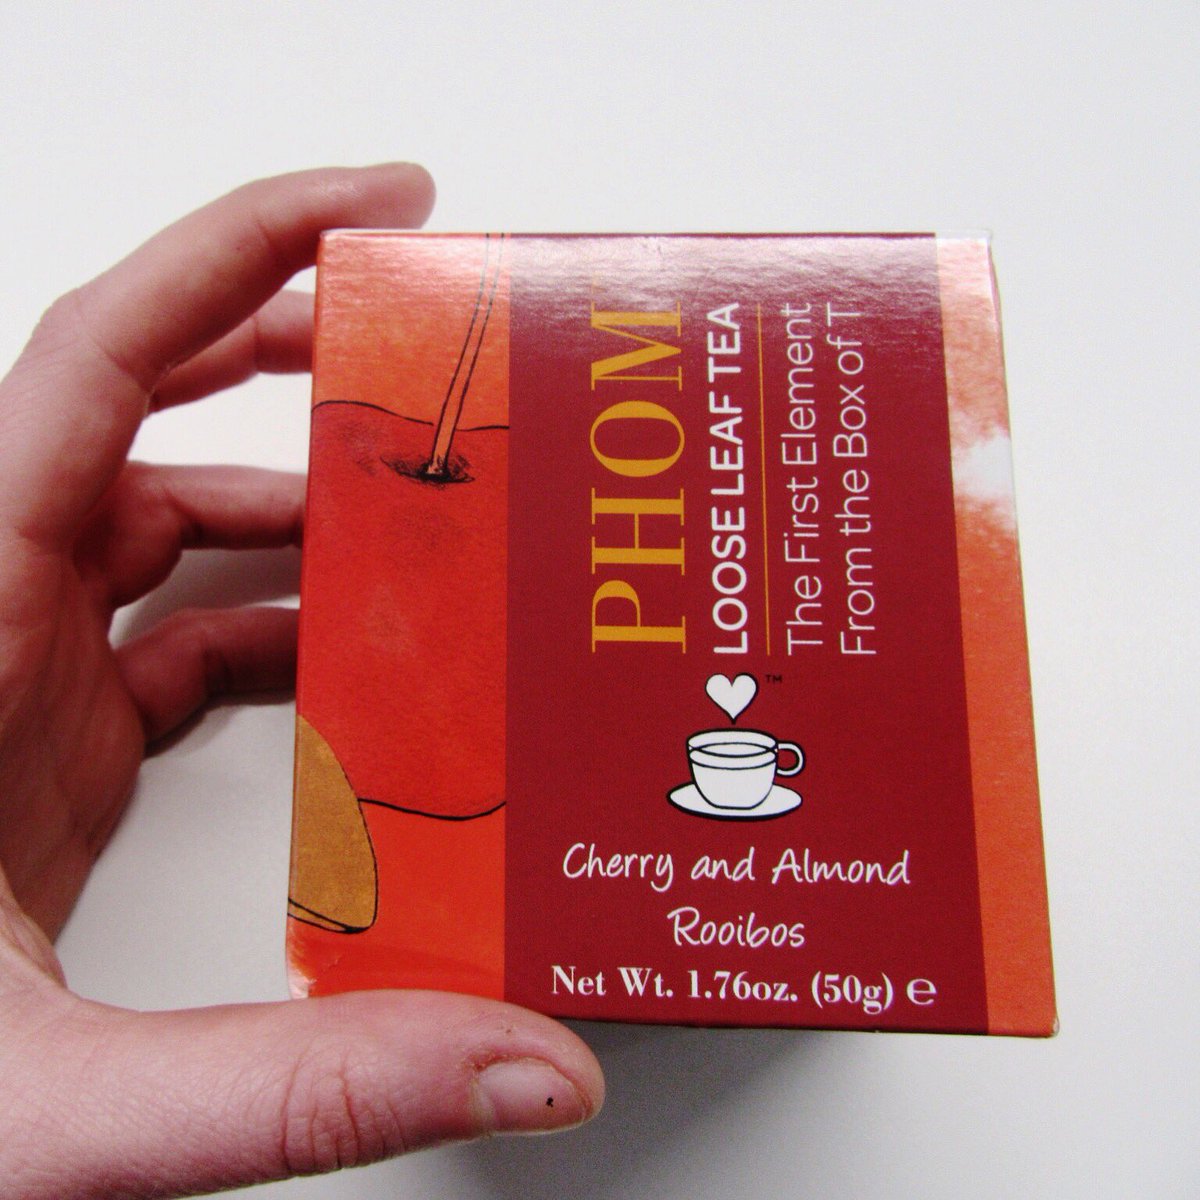 PHOM
LOOSE LEAF TEA
The First Element
From the Box of T
™
Cherry and Almond
Rooibos
Net Wt. 1.76oz. (50g) ℮